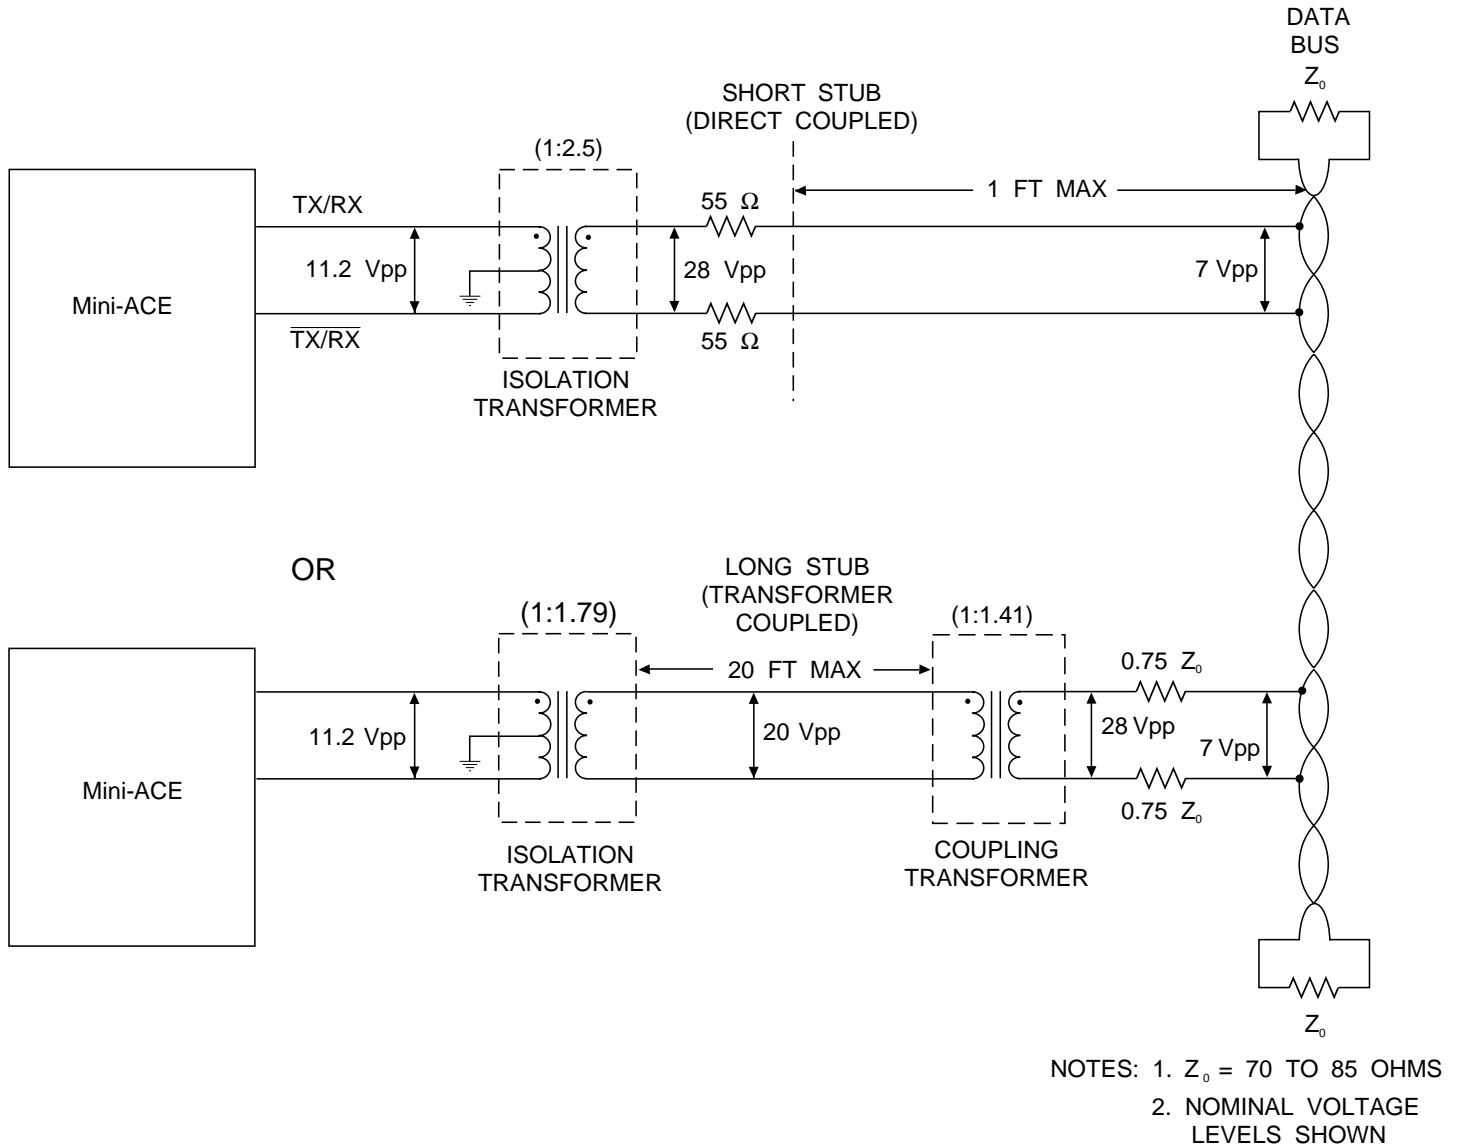 DATA
BUS
Z₀
SHORT STUB
(DIRECT COUPLED)
(1:2.5)
1 FT MAX
TX/RX
55 Ω
11.2 Vpp
28 Vpp
7 Vpp
Mini-ACE
TX/RX
55 Ω
ISOLATION
TRANSFORMER
OR
LONG STUB
(TRANSFORMER
COUPLED)
(1:1.79)
(1:1.41)
20 FT MAX
0.75 Z₀
11.2 Vpp
20 Vpp
28 Vpp
7 Vpp
Mini-ACE
0.75 Z₀
ISOLATION
TRANSFORMER
COUPLING
TRANSFORMER
Z₀
NOTES: 1. Z₀ = 70 TO 85 OHMS
2. NOMINAL VOLTAGE
LEVELS SHOWN